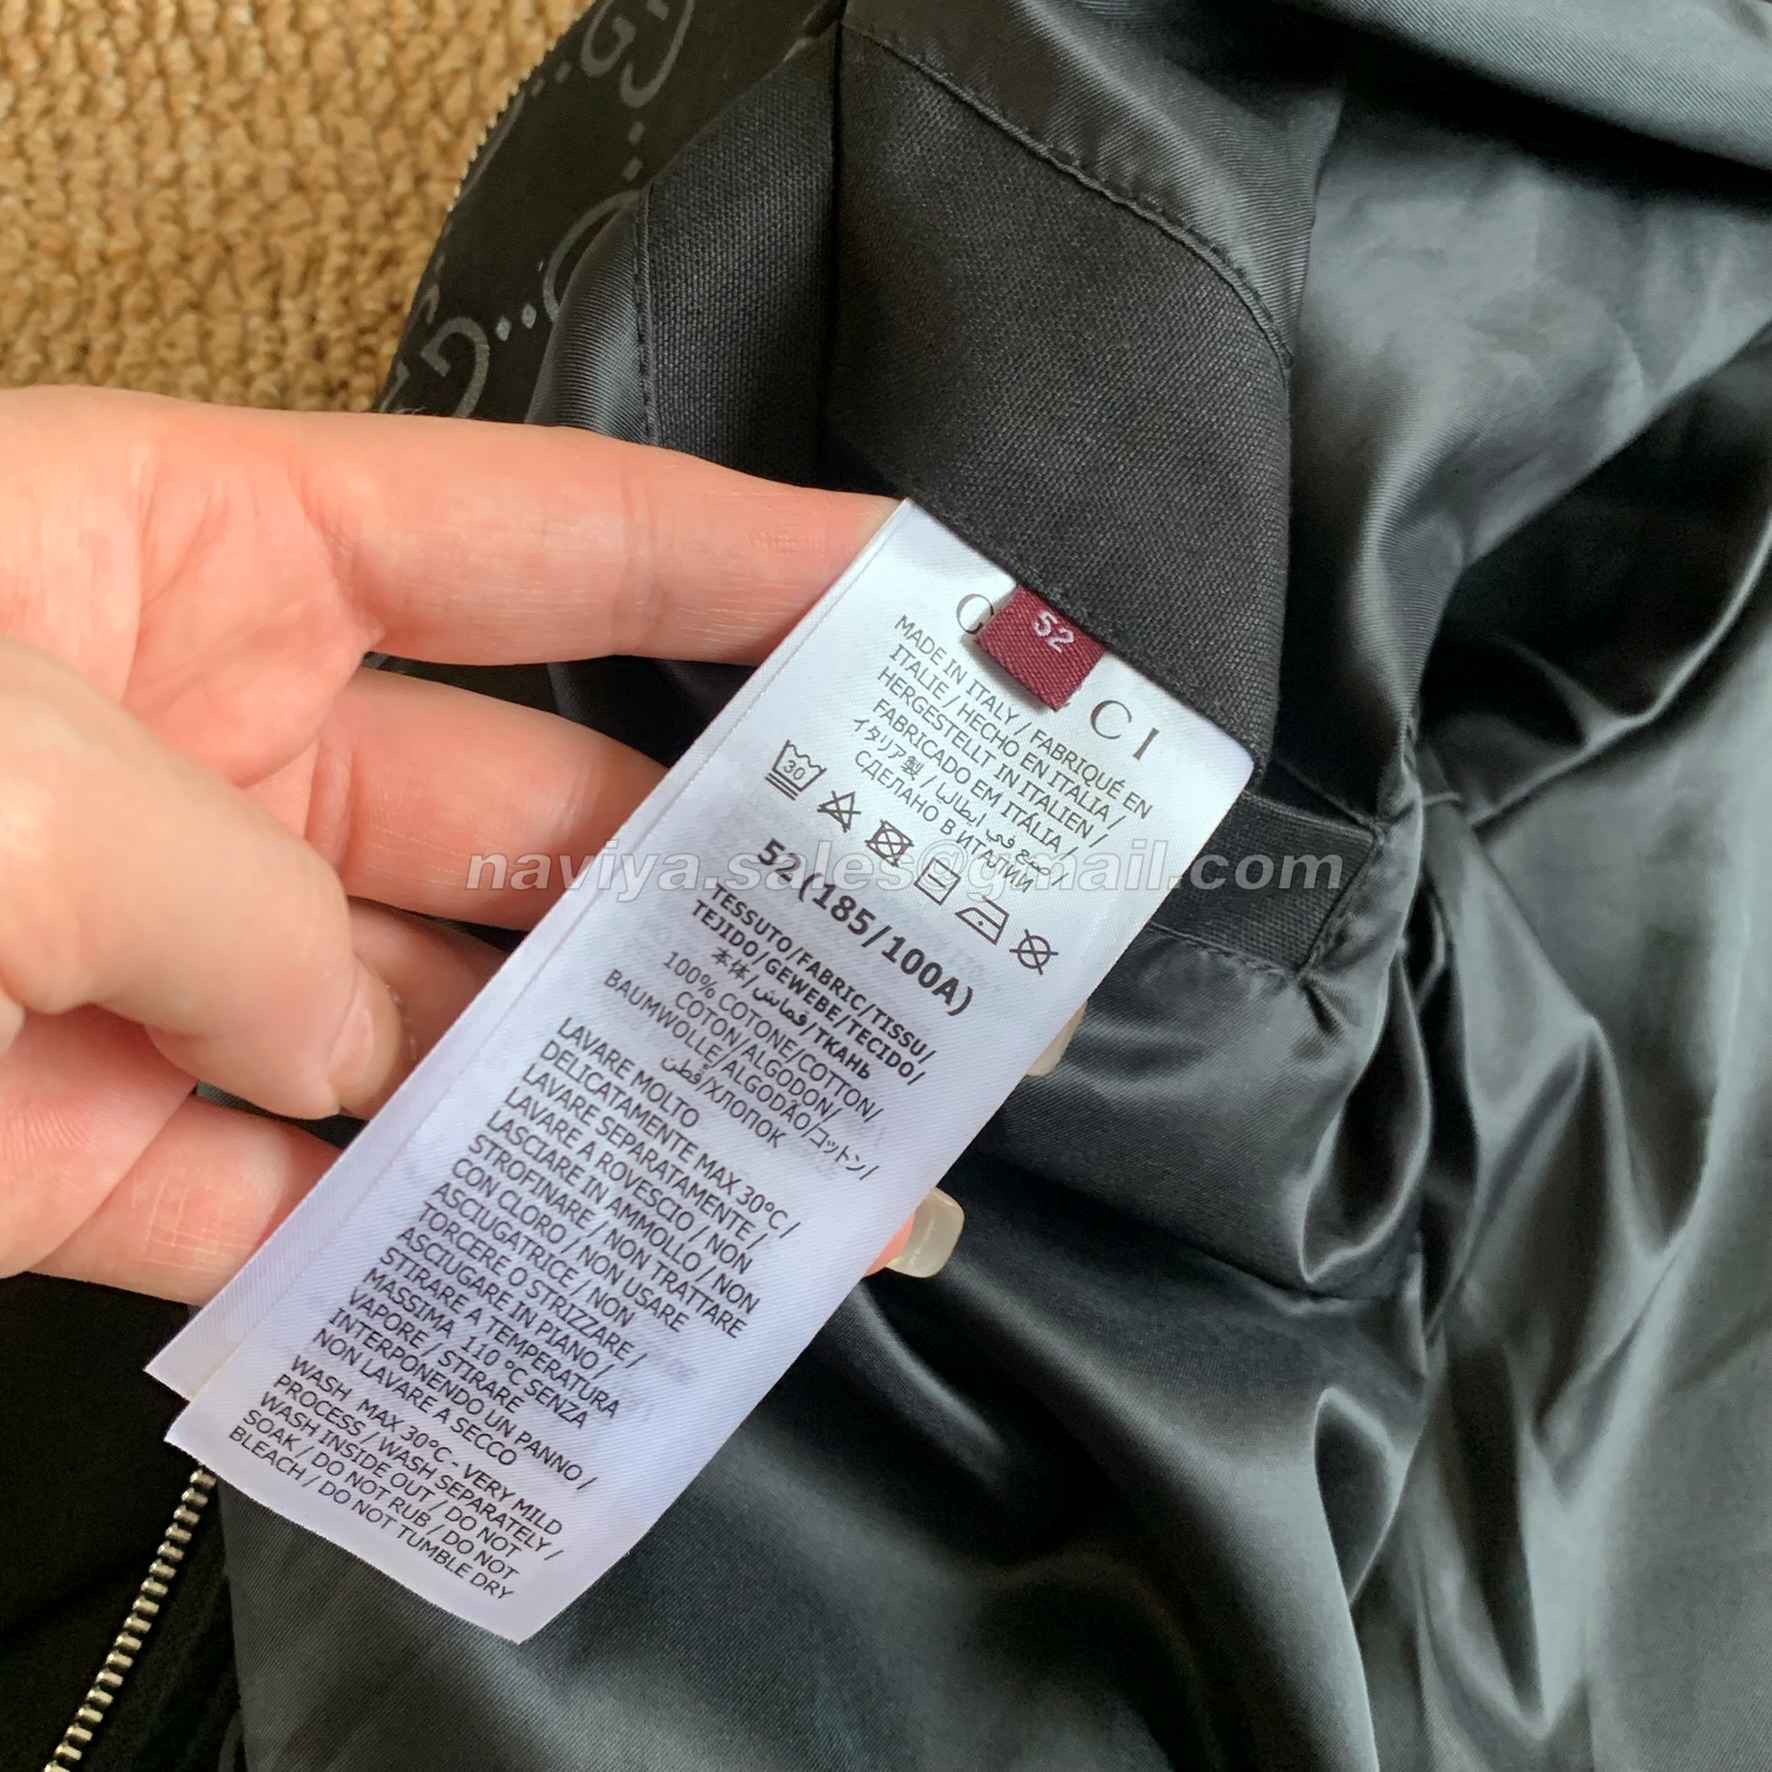 G
52
CI
MADE IN ITALY / FABRIQUÉ EN
ITALIE / HECHO EN ITALIA /
HERGESTELLT IN ITALIEN /
FABRICADO EM ITÁLIA /
イタリア製 / صنع في ايطاليا /
СДЕЛАНО В ИТАЛИИ
30
naviya.sales@gmail.com
52(185/100A)
TESSUTO/FABRIC/TISSU/
TEJIDO/GEWEBE/TECIDO/
本体/قماش/ТКАНЬ
100% COTONE/COTTON/
COTON/ALGODON/
BAUMWOLLE/ALGODÃO/コットン/
قطن/ХЛОПОК
LAVARE MOLTO
DELICATAMENTE MAX 30°C /
LAVARE SEPARATAMENTE /
LAVARE A ROVESCIO / NON
LASCIARE IN AMMOLLO / NON
STROFINARE / NON TRATTARE
CON CLORO / NON USARE
ASCIUGATRICE / NON
TORCERE O STRIZZARE /
ASCIUGARE IN PIANO /
STIRARE A TEMPERATURA
MASSIMA 110 °C SENZA
VAPORE / STIRARE
INTERPONENDO UN PANNO /
NON LAVARE A SECCO
WASH MAX 30°C - VERY MILD
PROCESS / WASH SEPARATELY /
WASH INSIDE OUT / DO NOT
SOAK / DO NOT RUB / DO NOT
BLEACH / DO NOT TUMBLE DRY